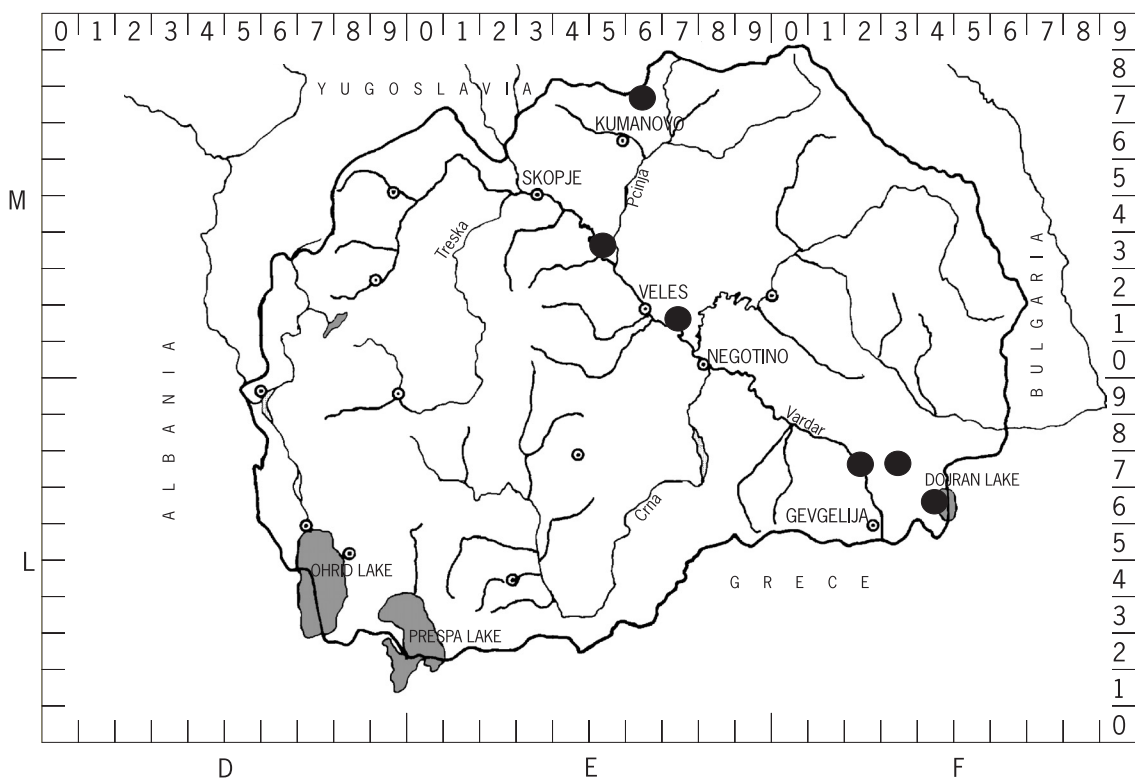 0 1 2 3 4 5 6 7 8 9 0 1 2 3 4 5 6 7 8 9 0 1 2 3 4 5 6 7 8 9
8
YUGOSLAVIA
7
KUMANOVO
6
SKOPJE
5
M
Pcinja
4
Treska
3
BULGARIA
VELES
2
1
ALBANIA
NEGOTINO
0
9
Vardar
8
7
DOJRAN LAKE
Crna
GEVGELIJA
6
L
5
OHRID LAKE
GRECE
4
3
PRESPA LAKE
2
1
0
D E F